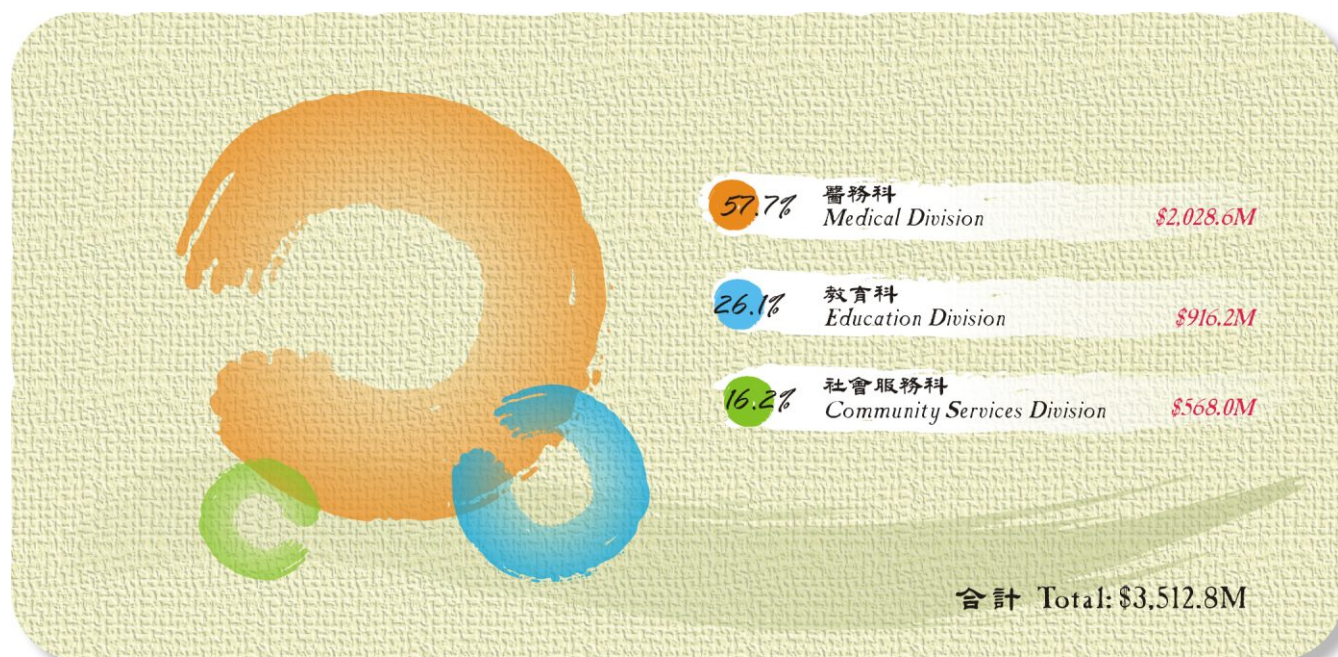 57.7%
醫務科
Medical Division
$2,028.6M
26.1%
教育科
Education Division
$916.2M
16.2%
社會服務科
Community Services Division
$568.0M
合計 Total: $3,512.8M